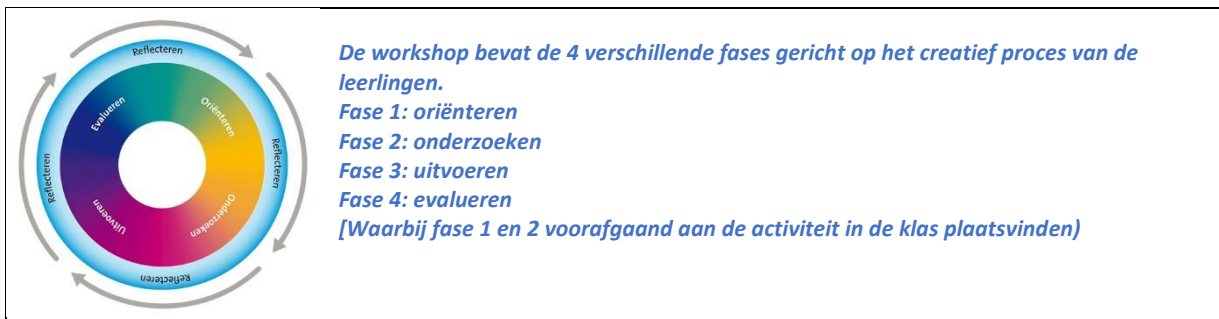 Reflecteren
Oriënteren
Reflecteren
Onderzoeken
Reflecteren
Uitvoeren
Reflecteren
Evalueren
De workshop bevat de 4 verschillende fases gericht op het creatief proces van de
leerlingen.
Fase 1: oriënteren
Fase 2: onderzoeken
Fase 3: uitvoeren
Fase 4: evalueren
[Waarbij fase 1 en 2 voorafgaand aan de activiteit in de klas plaatsvinden)